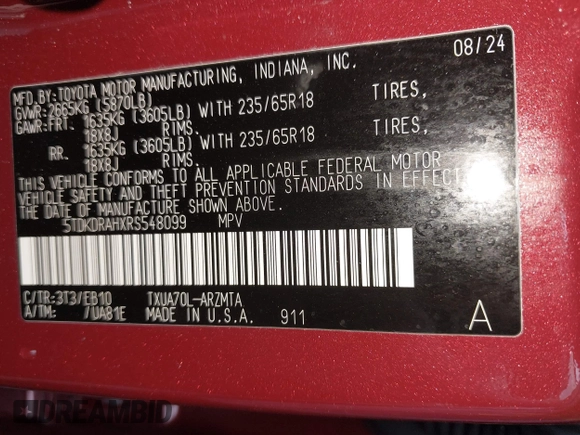 08/24
MFD. BY: TOYOTA MOTOR MANUFACTURING, INDIANA, INC.
GVWR: 2665KG (5870LB)
GAWR: FRT. 1635KG (3605LB) WITH 235/65R18 TIRES,
18X8J RIMS.
RR. 1635KG (3605LB) WITH 235/65R18 TIRES,
18X8J RIMS.
THIS VEHICLE CONFORMS TO ALL APPLICABLE FEDERAL MOTOR
VEHICLE SAFETY AND THEFT PREVENTION STANDARDS IN EFFECT ON
THE DATE OF MANUFACTURE SHOWN ABOVE.
5TDKDRAHXRS548099 MPV
C/TR: 3T3/EB10 TXUA70L-ARZMTA
A/TM: /UA81E MADE IN U.S.A. 911 A
DREAMBID